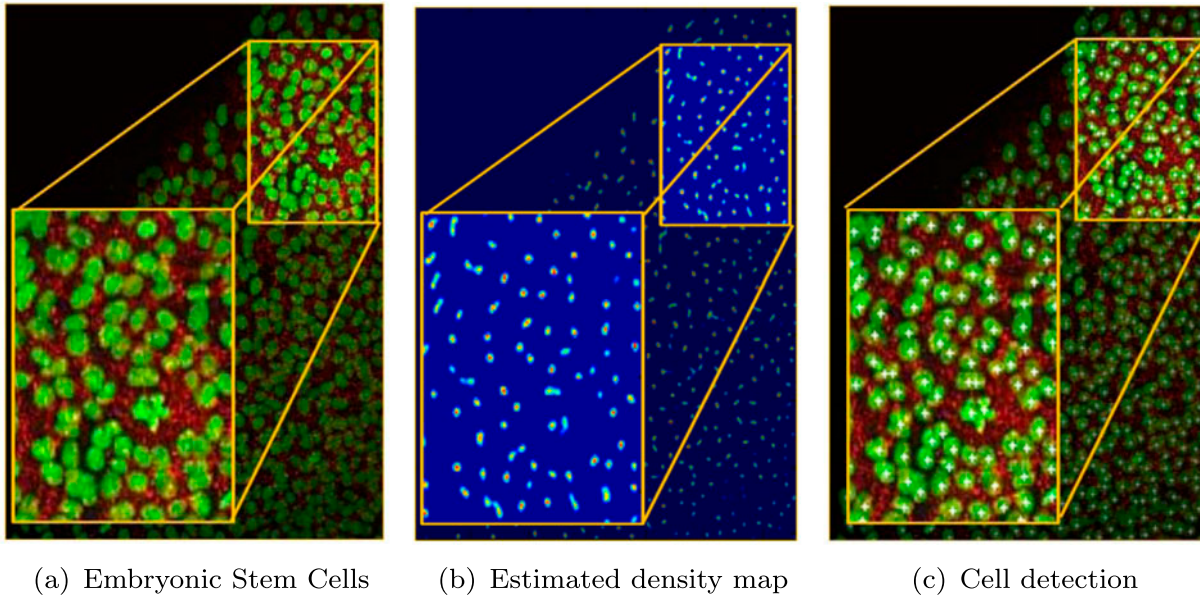 (a) Embryonic Stem Cells
(b) Estimated density map
(c) Cell detection